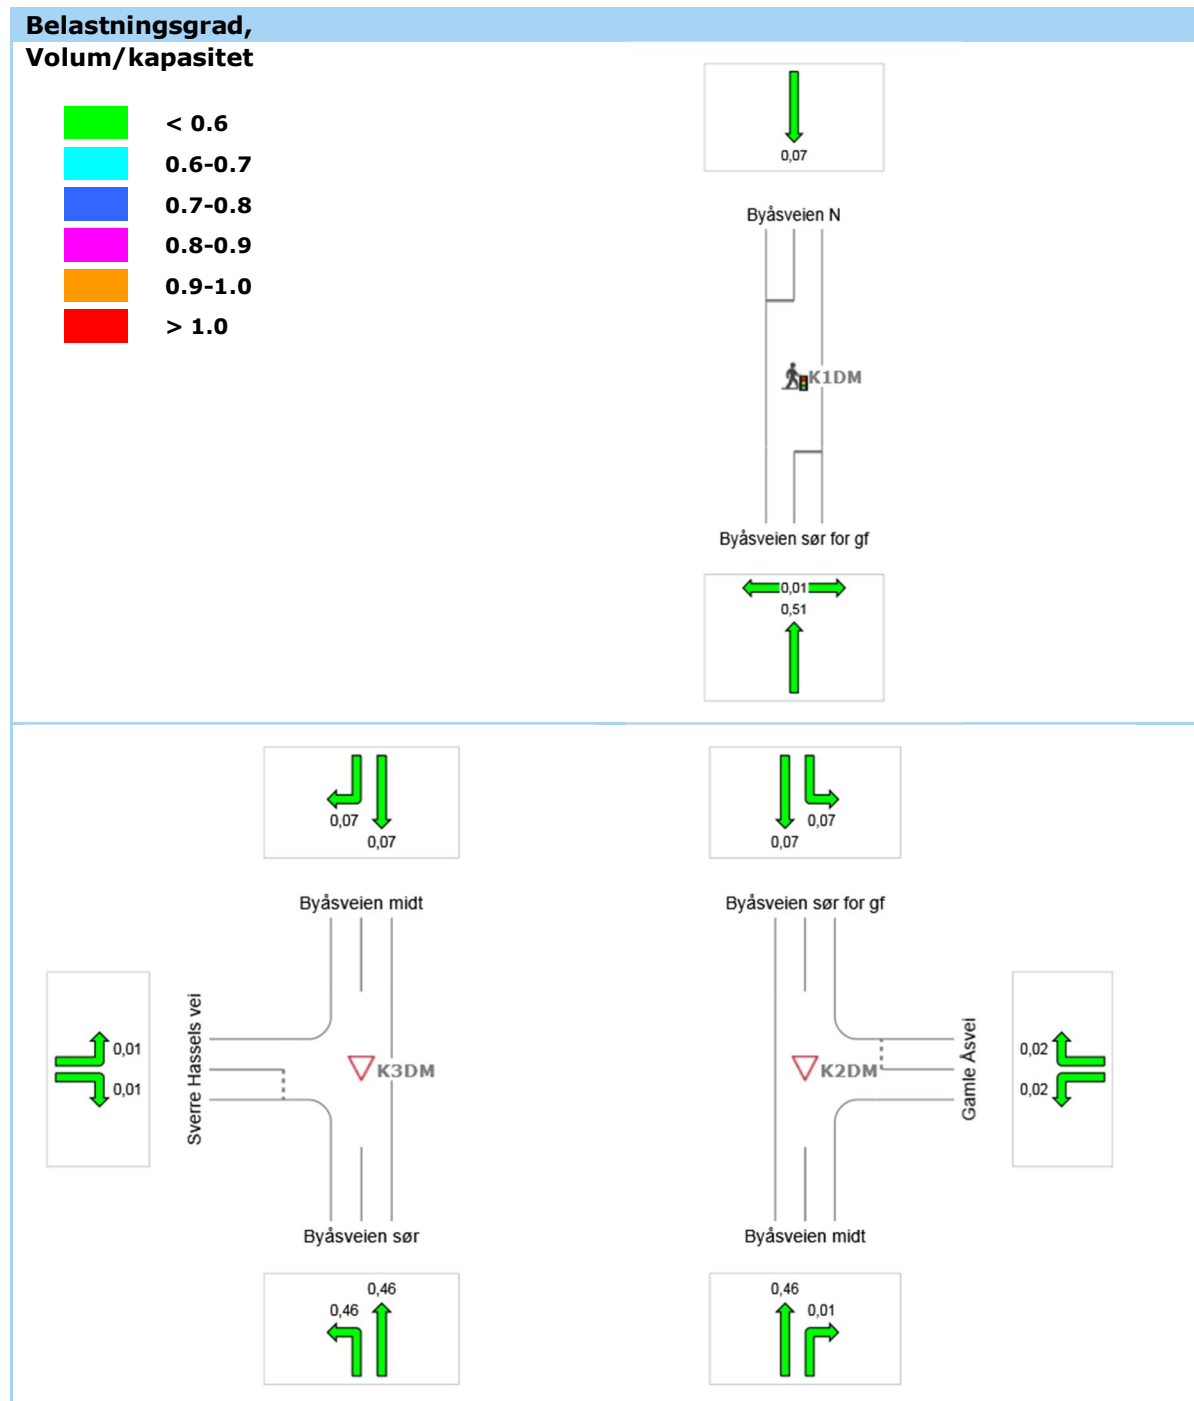 Belastningsgrad,
Volum/kapasitet
< 0.6
0.6-0.7
0.7-0.8
0.8-0.9
0.9-1.0
> 1.0
0,07
Byåsveien N
K1DM
Byåsveien sør for gf
0,01
0,51
0,07
0,07
Byåsveien midt
Sverre Hassels vei
0,01
0,01
K3DM
Byåsveien sør
0,46
0,46
0,07
0,07
Byåsveien sør for gf
K2DM
Gamle Åsvei
0,02
0,02
Byåsveien midt
0,46
0,01